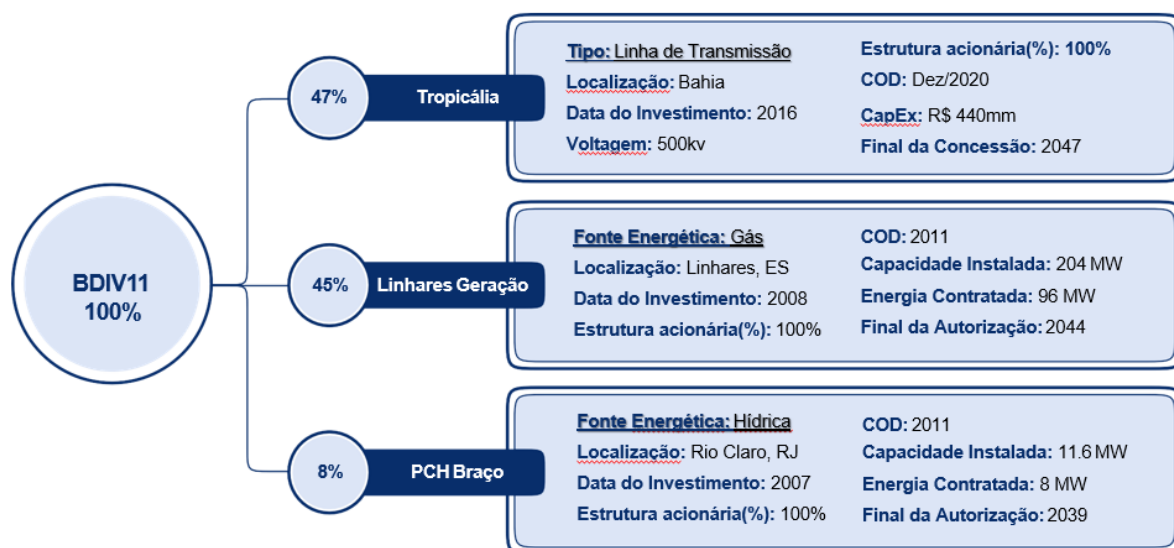 BDIV11
100%
47%
Tropicália
Tipo: Linha de Transmissão
Localização: Bahia
Data do Investimento: 2016
Voltagem: 500kv
Estrutura acionária(%): 100%
COD: Dez/2020
CapEx: R$ 440mm
Final da Concessão: 2047
45%
Linhares Geração
Fonte Energética: Gás
Localização: Linhares, ES
Data do Investimento: 2008
Estrutura acionária(%): 100%
COD: 2011
Capacidade Instalada: 204 MW
Energia Contratada: 96 MW
Final da Autorização: 2044
8%
PCH Braço
Fonte Energética: Hídrica
Localização: Rio Claro, RJ
Data do Investimento: 2007
Estrutura acionária(%): 100%
COD: 2011
Capacidade Instalada: 11.6 MW
Energia Contratada: 8 MW
Final da Autorização: 2039